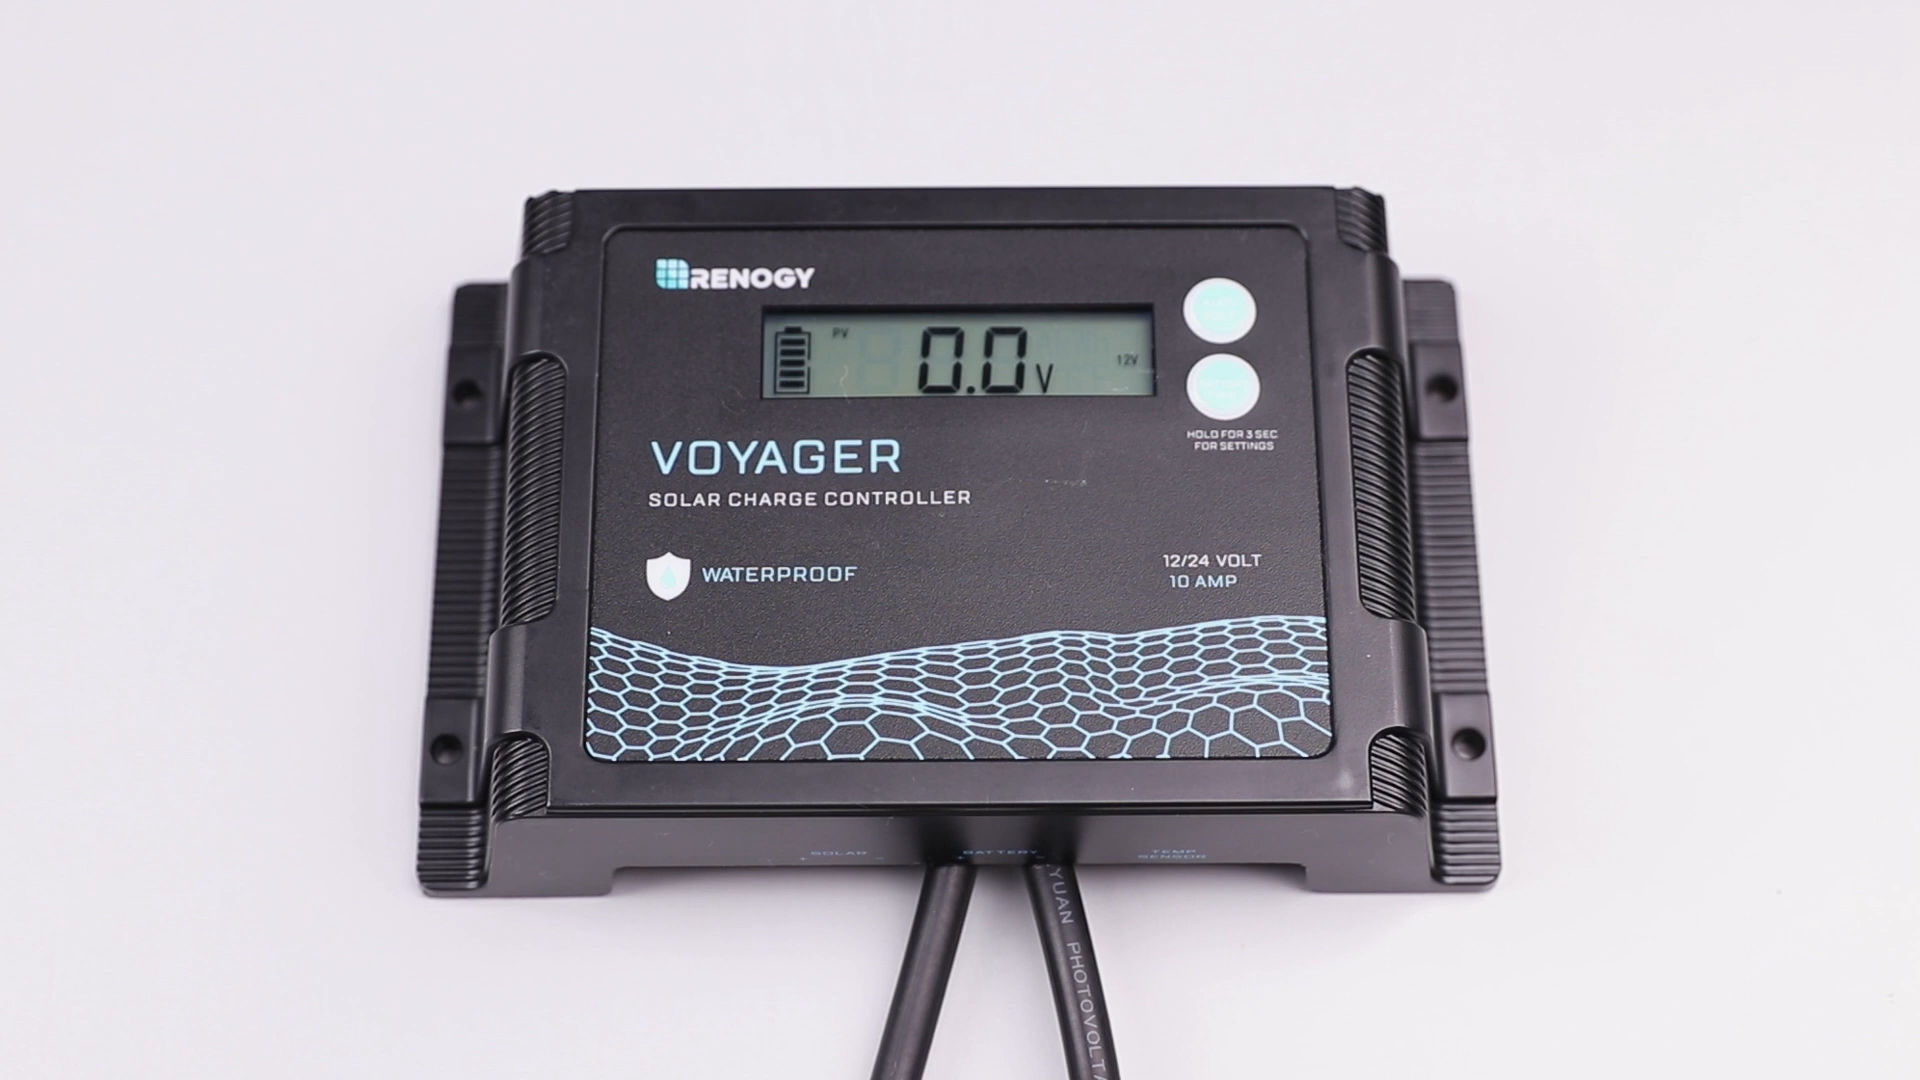 RENOGY
PV
0.0 V
12V
HOLD FOR 3 SEC
FOR SETTINGS
VOYAGER
SOLAR CHARGE CONTROLLER
WATERPROOF
12/24 VOLT
10 AMP
SOLAR
+ -
BATTERY
+ -
TEMP
SENSOR
YUAN PHOTOVOLTA